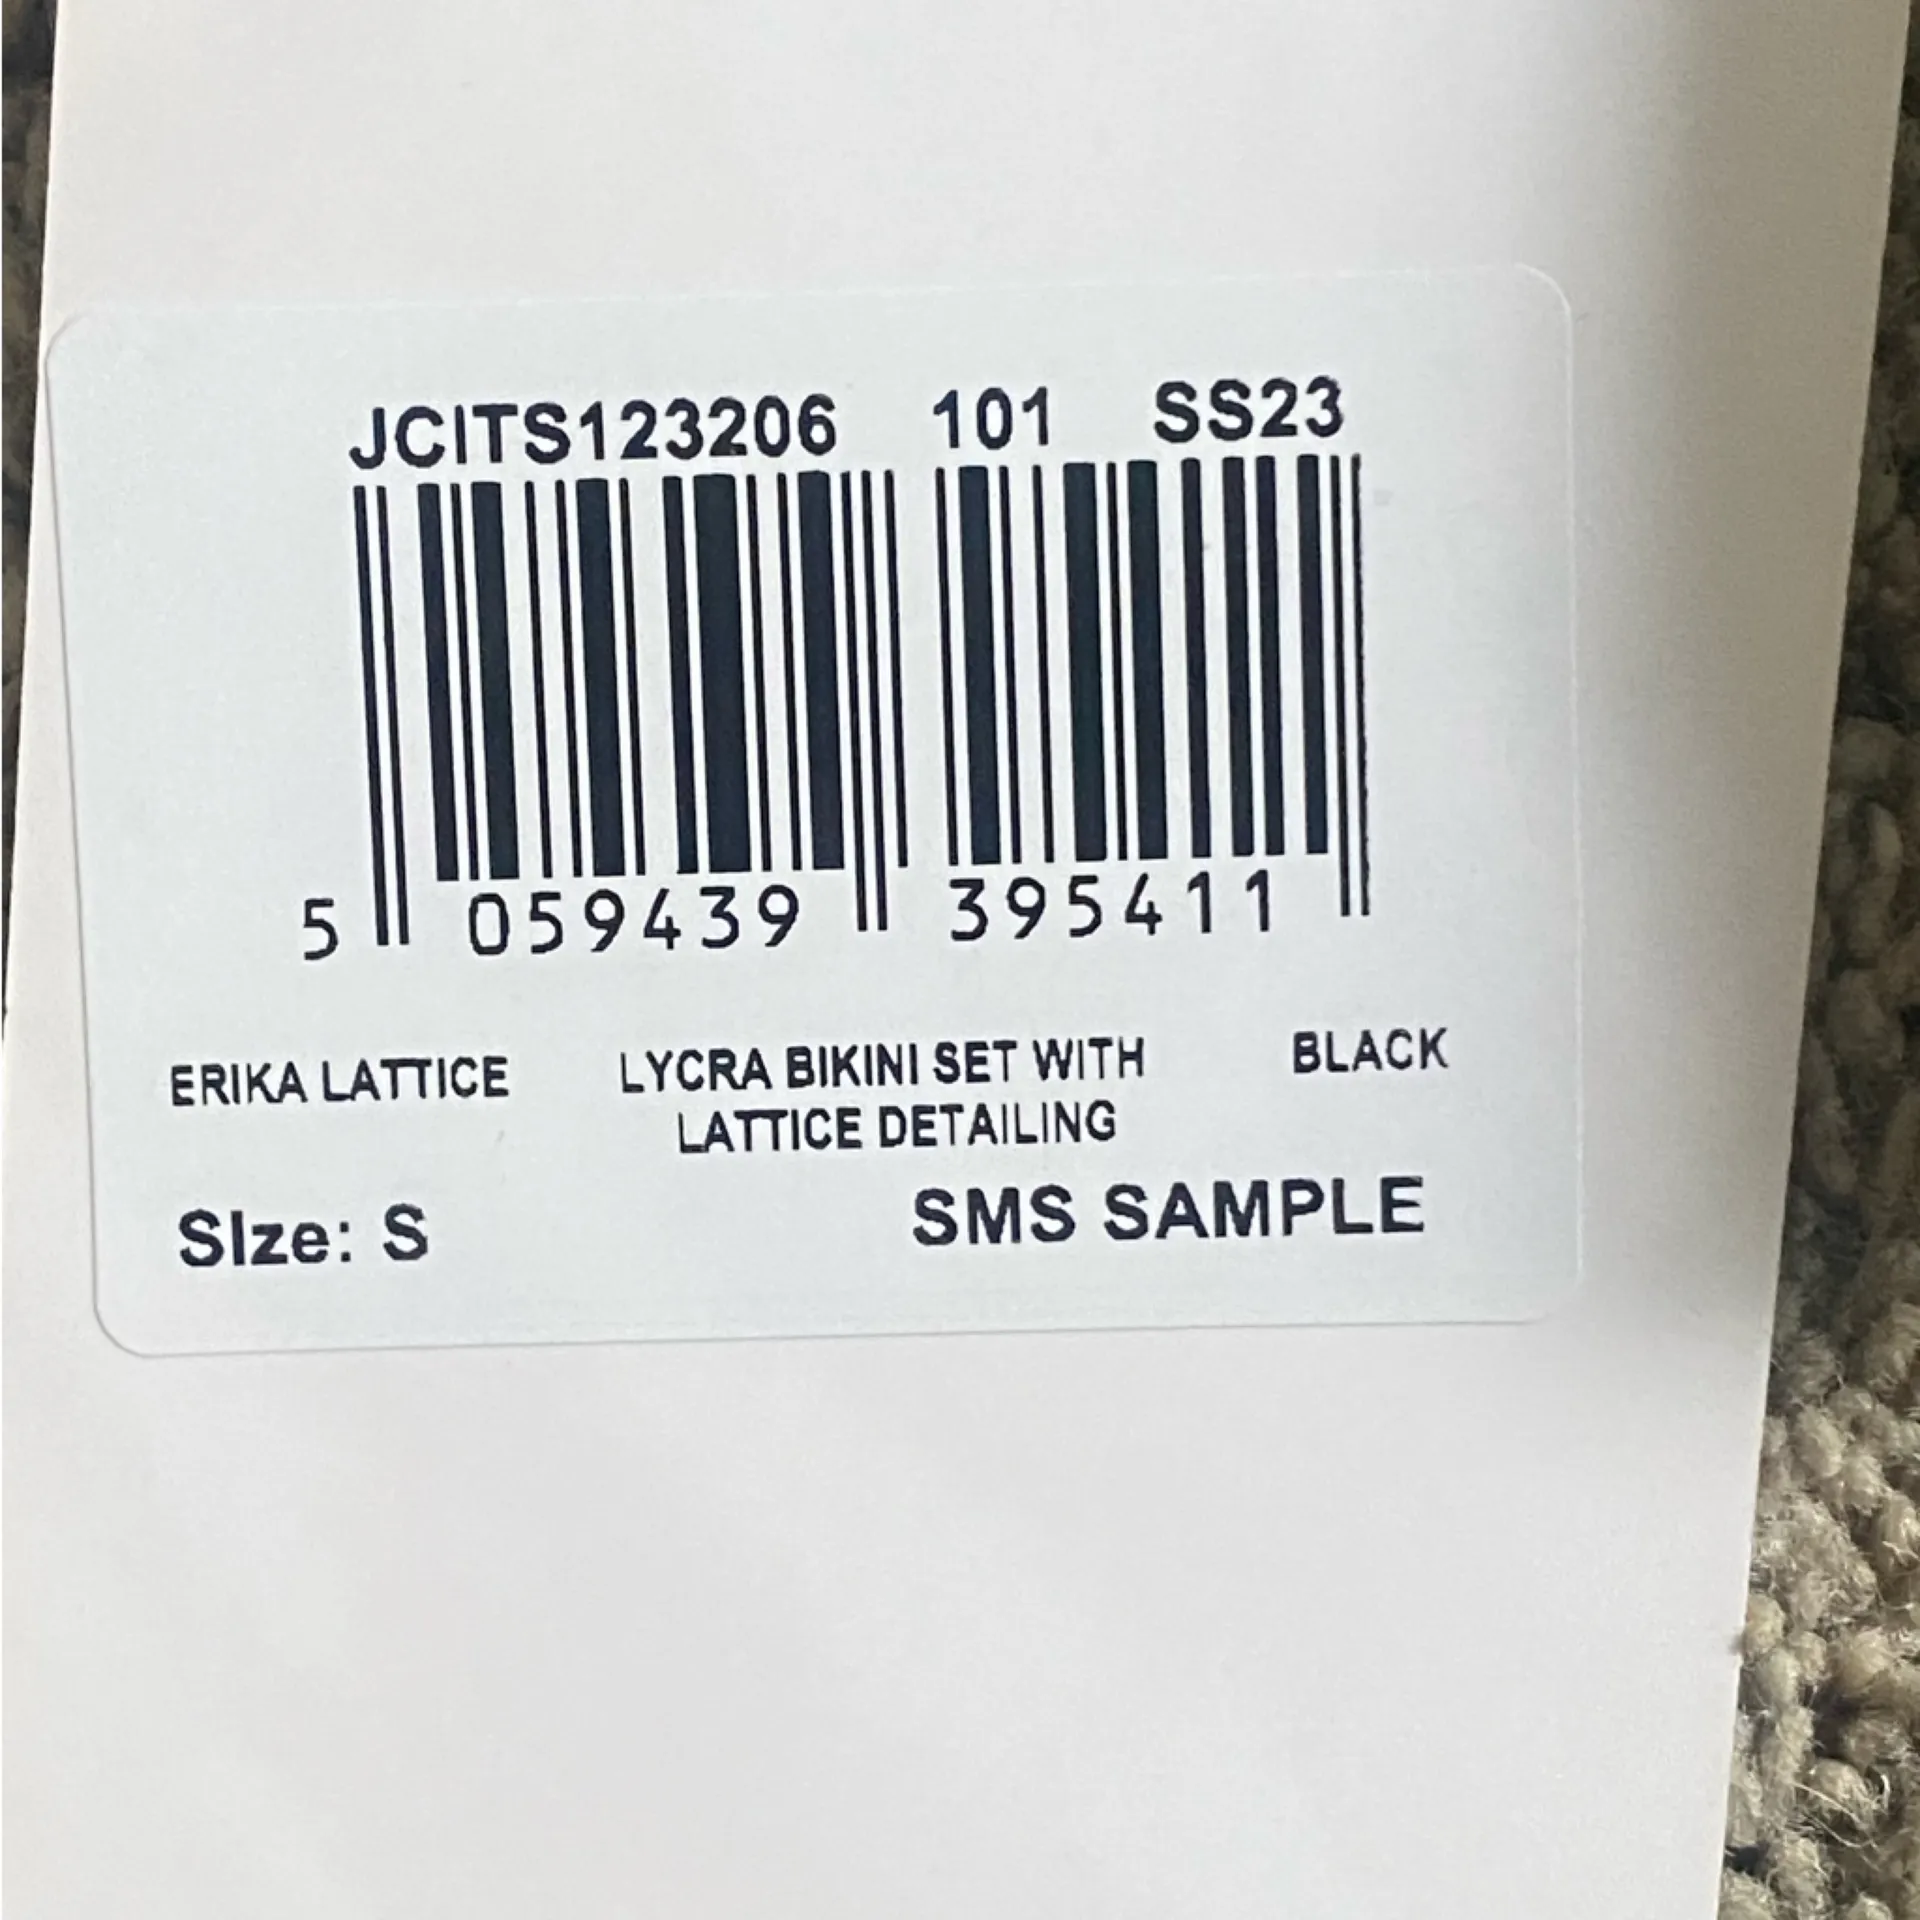 JCITS123206 101 SS23
5 059439 395411
ERIKA LATTICE LYCRA BIKINI SET WITH BLACK
LATTICE DETAILING
SIze: S SMS SAMPLE